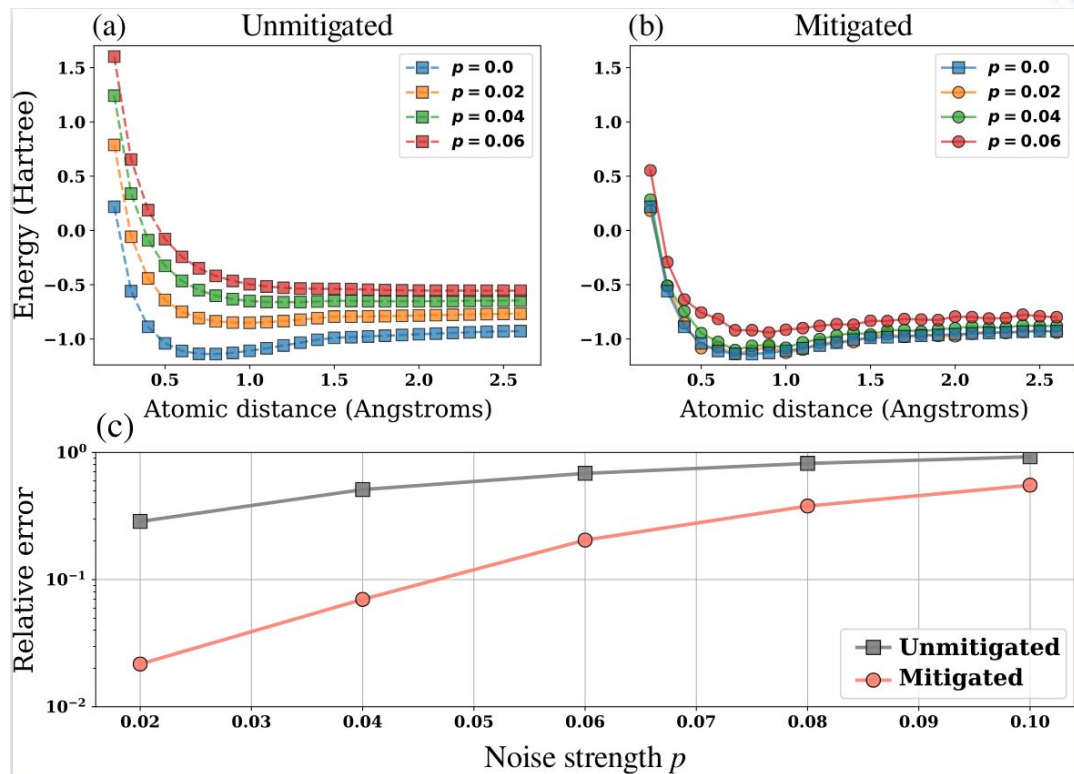 (a) Unmitigated
(b) Mitigated
Energy (Hartree)
1.5
1.0
0.5
0.0
−0.5
−1.0
p = 0.0
p = 0.02
p = 0.04
p = 0.06
0.5 1.0 1.5 2.0 2.5
Atomic distance (Angstroms)
1.5
1.0
0.5
0.0
−0.5
−1.0
p = 0.0
p = 0.02
p = 0.04
p = 0.06
0.5 1.0 1.5 2.0 2.5
Atomic distance (Angstroms)
(c)
Relative error
10⁰
10⁻¹
10⁻²
Unmitigated
Mitigated
0.02 0.03 0.04 0.05 0.06 0.07 0.08 0.09 0.10
Noise strength p